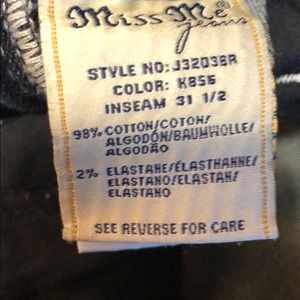 Miss Me
jeans
STYLE NO: J3203BR
COLOR: K856
INSEAM 31 1/2
98% COTTON/COTON/
ALGODÓN/BAUMWOLLE/
ALGODÃO
2% ELASTANE/ÉLASTHANNE/
ELASTANO/ELASTAN/
ELASTANO
SEE REVERSE FOR CARE